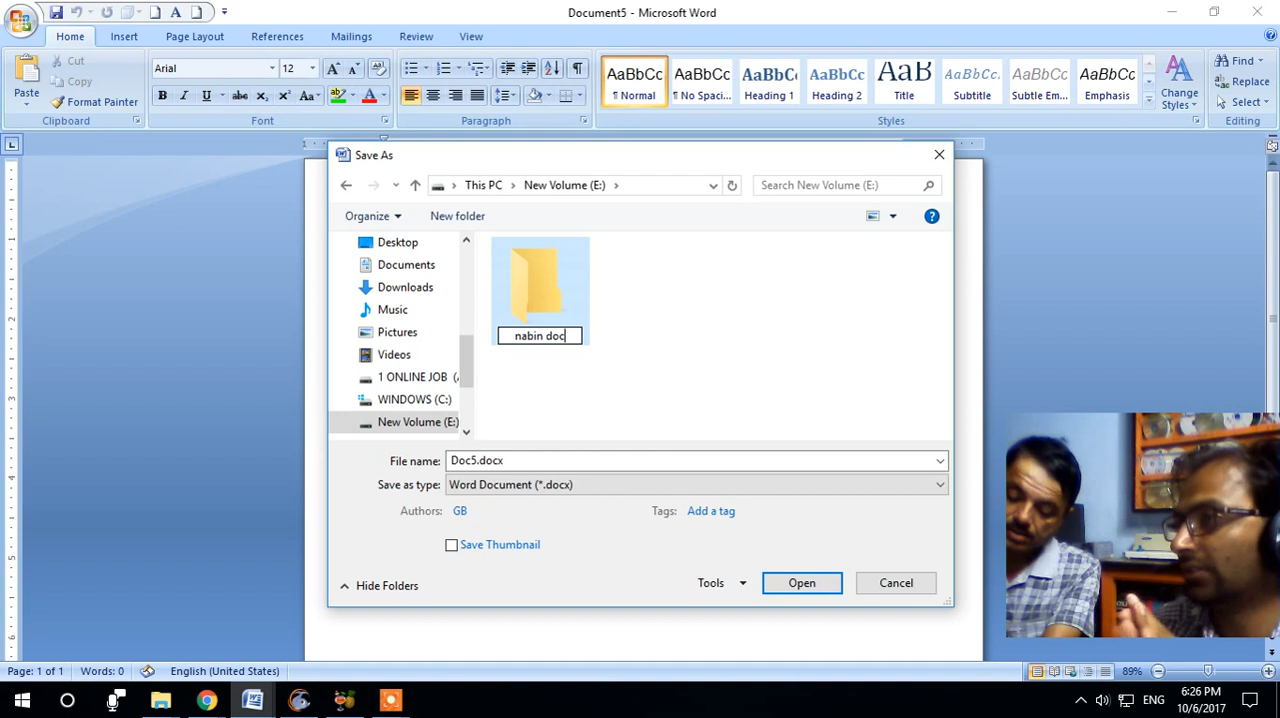 Document5 - Microsoft Word
Home Insert Page Layout References Mailings Review View
Paste
Cut
Copy
Format Painter
Clipboard
Arial 12
B I U abc x₂ x² Aa
Font
Paragraph
AaBbCc AaBbCc AaBbCc AaBbCc AaB AaBbCc AaBbCc AaBbCc
¶ Normal ¶ No Spaci... Heading 1 Heading 2 Title Subtitle Subtle Em... Emphasis
Change
Styles
Styles
Find
Replace
Select
Editing
Save As
This PC New Volume (E:)
Search New Volume (E:)
Organize New folder
Desktop
Documents
Downloads
Music
Pictures
Videos
1 ONLINE JOB
WINDOWS (C:)
New Volume (E:)
nabin doc
File name: Doc5.docx
Save as type: Word Document (*.docx)
Authors: GB Tags: Add a tag
Save Thumbnail
Hide Folders
Tools Open Cancel
Page: 1 of 1 Words: 0 English (United States) 89%
ENG
6:26 PM
10/6/2017